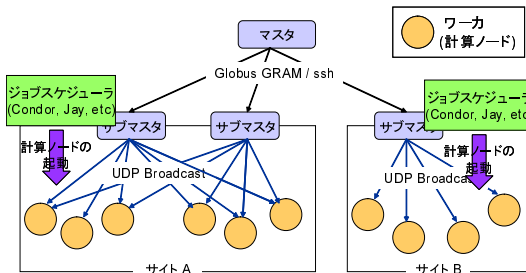 マスタ
ワーカ
(計算ノード)
Globus GRAM / ssh
ジョブスケジューラ
(Condor, Jay, etc)
ジョブスケジューラ
(Condor, Jay, etc
サブマスタ
サブマスタ
サブマスタ
計算ノードの
起動
計算ノードの
起動
UDP Broadcast
UDP Broadcast
サイト A
サイト B